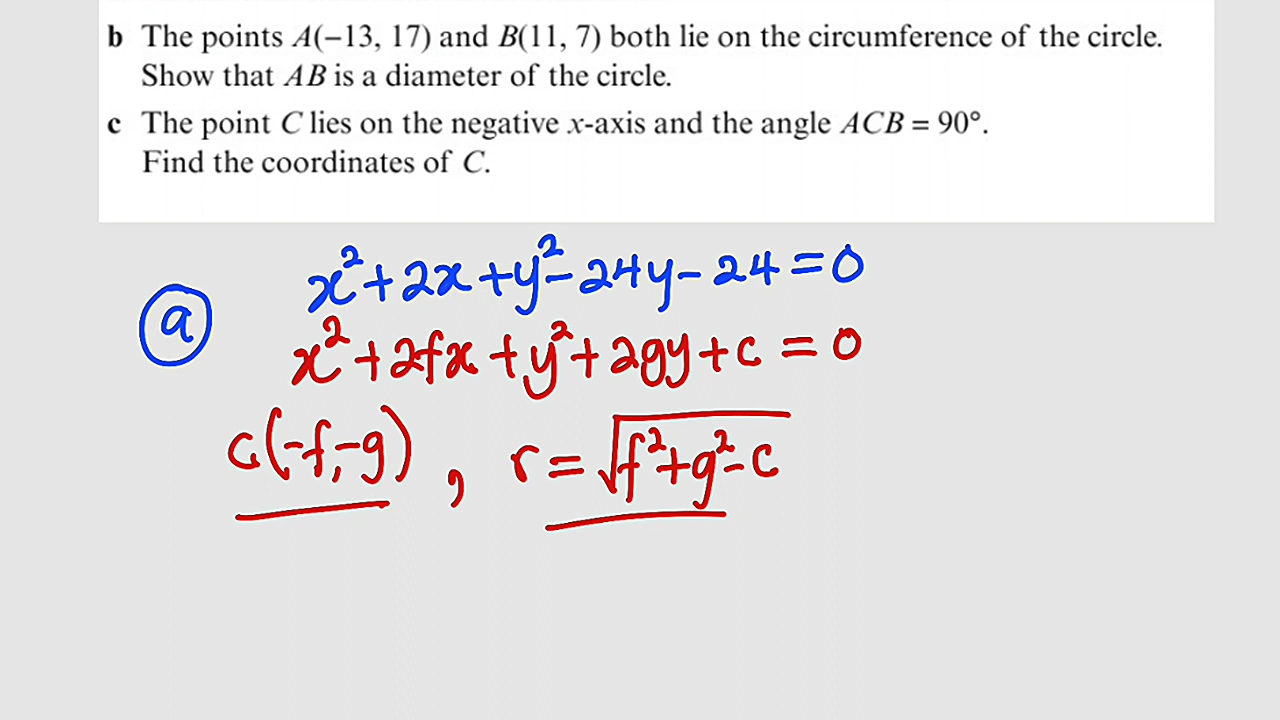 b The points A(−13, 17) and B(11, 7) both lie on the circumference of the circle.
Show that AB is a diameter of the circle.
c The point C lies on the negative x-axis and the angle ACB = 90°.
Find the coordinates of C.
x²+2x+y²−24y−24=0
a
x²+2fx+y²+2gy+c=0
c(−f,−g) , r=√f²+g²−c